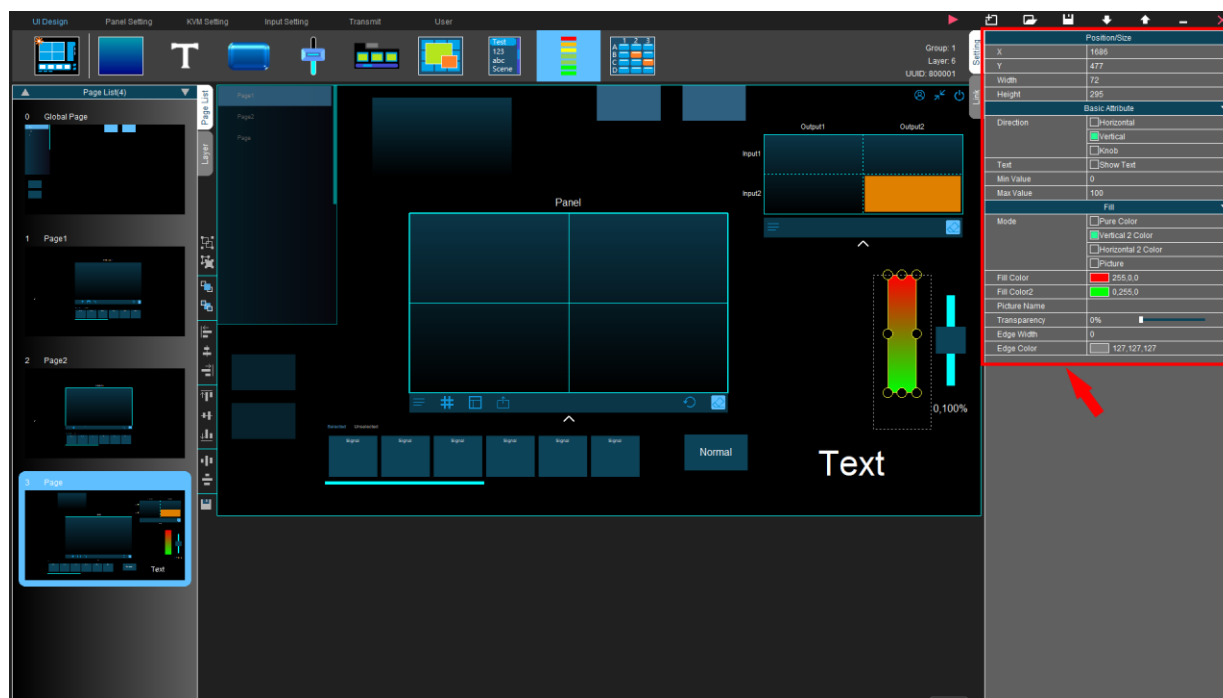 UI Design Panel Setting KVM Setting Input Setting Transmit User
T
Test
123
abc
Scene
1 2 3
A
B
C
D
Group: 1
Layer: 6
UUID: 800001
Page List(4)
0 Global Page
1 Page1
2 Page2
3 Page
Text
Page List
Layer
Page1
Page2
Page
Panel
Output1 Output2
Input1
Input2
Selected Unselected
Signal Signal Signal Signal Signal Signal
Normal
Text
0,100%
Setting
Link
Position/Size
X 1686
Y 477
Width 72
Height 295
Basic Attribute
Direction Horizontal
Vertical
Knob
Text Show Text
Min Value 0
Max Value 100
Fill
Mode Pure Color
Vertical 2 Color
Horizontal 2 Color
Picture
Fill Color 255,0,0
Fill Color2 0,255,0
Picture Name
Transparency 0%
Edge Width 0
Edge Color 127,127,127